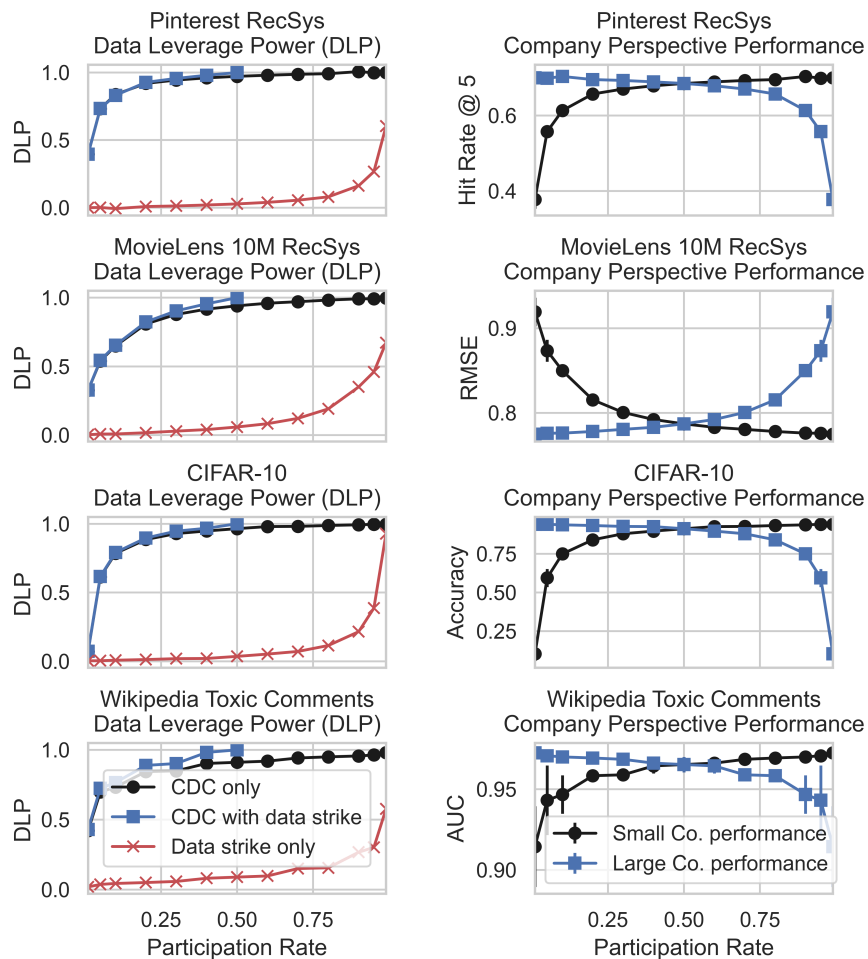 Pinterest RecSys
Data Leverage Power (DLP)
1.0
0.5
0.0
DLP
Pinterest RecSys
Company Perspective Performance
0.6
0.4
Hit Rate @ 5
MovieLens 10M RecSys
Data Leverage Power (DLP)
1.0
0.5
0.0
DLP
MovieLens 10M RecSys
Company Perspective Performance
0.9
0.8
RMSE
CIFAR-10
Data Leverage Power (DLP)
1.0
0.5
0.0
DLP
CIFAR-10
Company Perspective Performance
0.75
0.50
0.25
Accuracy
Wikipedia Toxic Comments
Data Leverage Power (DLP)
1.0
0.5
0.0
DLP
CDC only
CDC with data strike
Data strike only
0.25 0.50 0.75
Participation Rate
Wikipedia Toxic Comments
Company Perspective Performance
0.95
0.90
AUC
Small Co. performance
Large Co. performance
0.25 0.50 0.75
Participation Rate